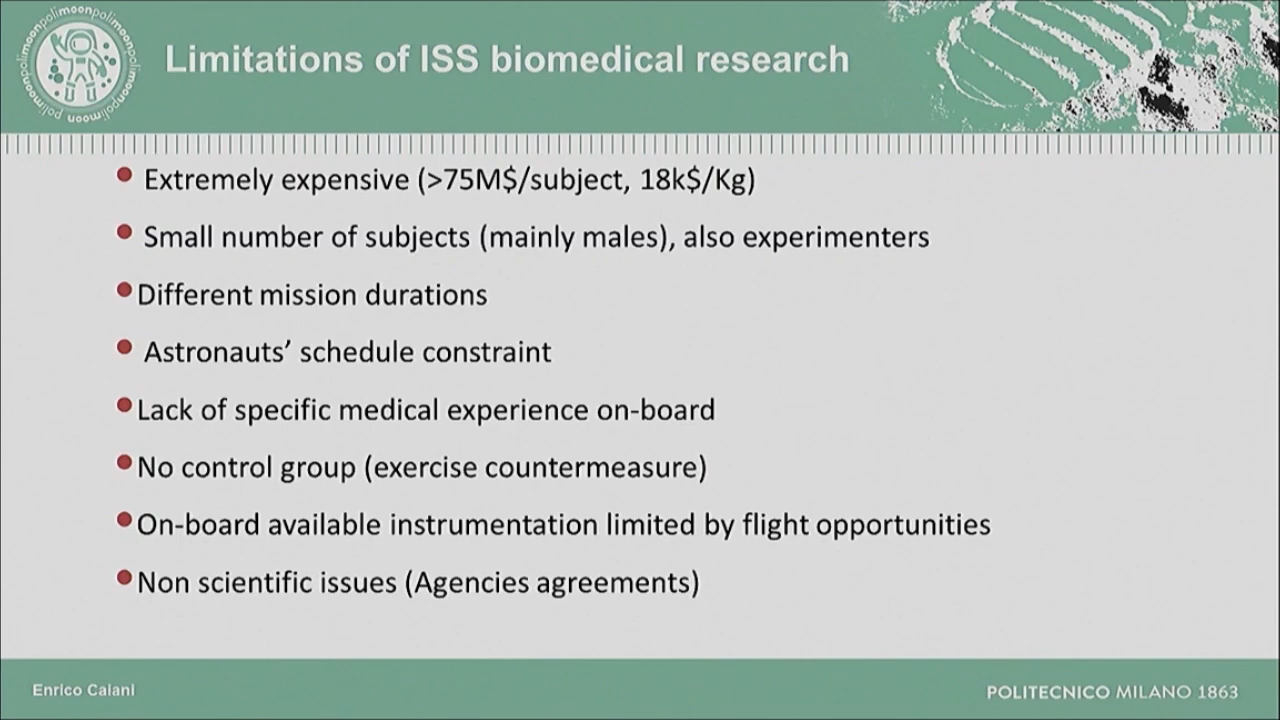 polimoonpolimoonpolimoonpolimoonpolimoon
Limitations of ISS biomedical research
• Extremely expensive (>75M$/subject, 18k$/Kg)
• Small number of subjects (mainly males), also experimenters
•Different mission durations
• Astronauts’ schedule constraint
•Lack of specific medical experience on-board
•No control group (exercise countermeasure)
•On-board available instrumentation limited by flight opportunities
•Non scientific issues (Agencies agreements)
Enrico Caiani
POLITECNICO MILANO 1863